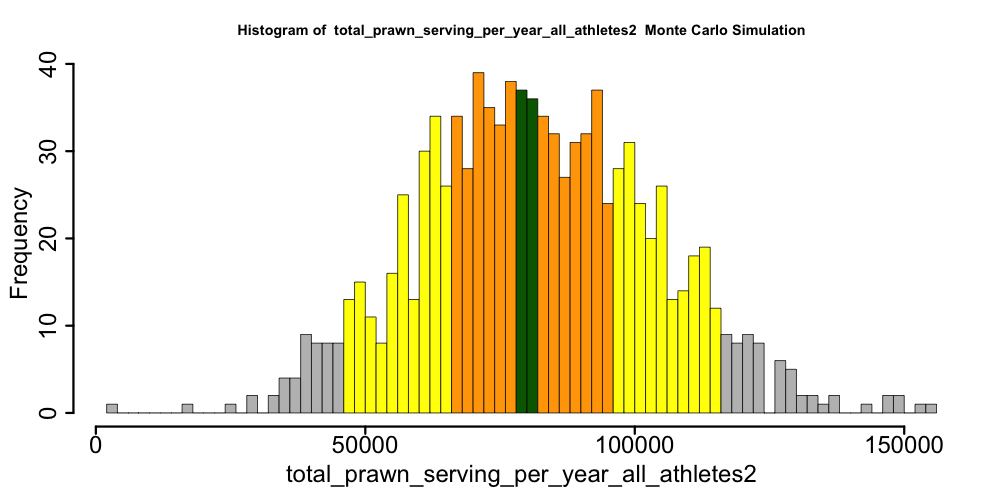 Histogram of  total_prawn_serving_per_year_all_athletes2  Monte Carlo Simulation
Frequency
40
30
20
10
0
0 50000 100000 150000
total_prawn_serving_per_year_all_athletes2